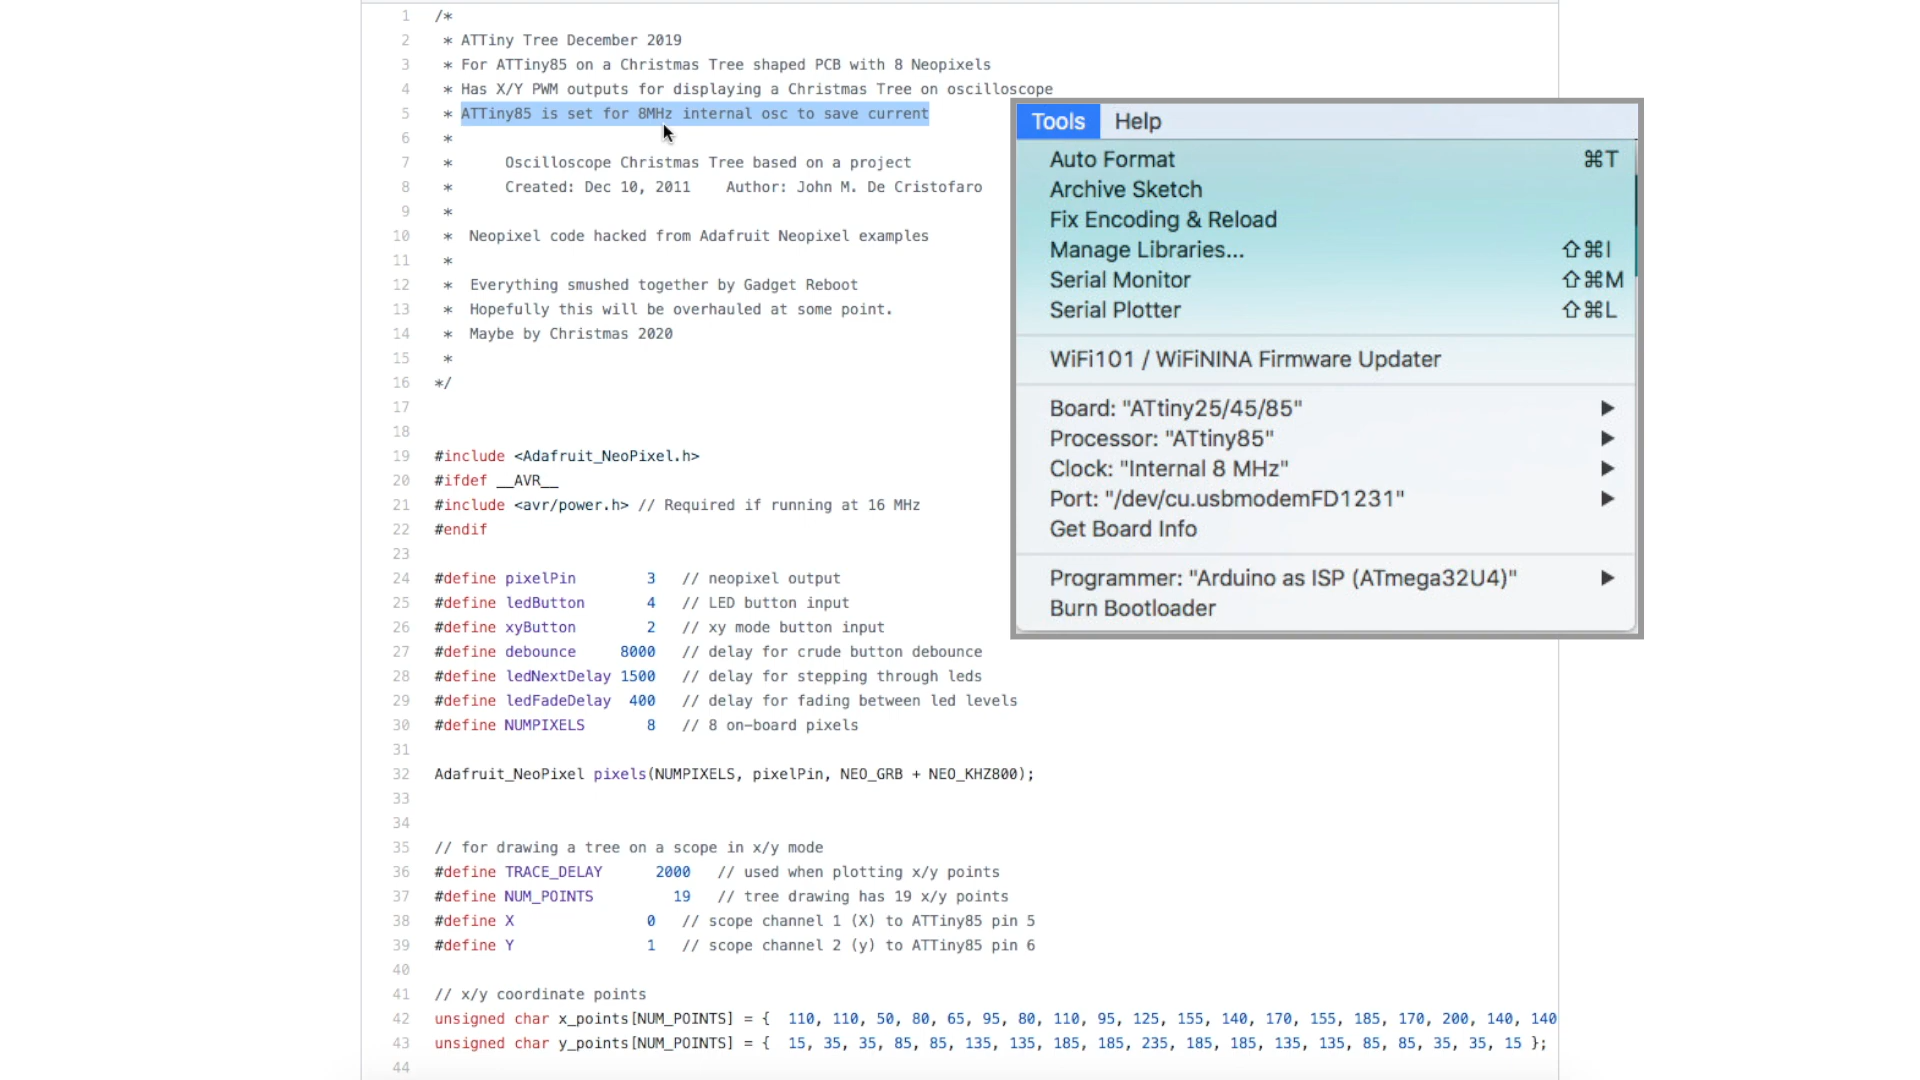 1 /*
2 * ATTiny Tree December 2019
3 * For ATTiny85 on a Christmas Tree shaped PCB with 8 Neopixels
4 * Has X/Y PWM outputs for displaying a Christmas Tree on oscilloscope
5 * ATTiny85 is set for 8MHz internal osc to save current
6 *
7 * Oscilloscope Christmas Tree based on a project
8 * Created: Dec 10, 2011 Author: John M. De Cristofaro
9 *
10 * Neopixel code hacked from Adafruit Neopixel examples
11 *
12 * Everything smushed together by Gadget Reboot
13 * Hopefully this will be overhauled at some point.
14 * Maybe by Christmas 2020
15 *
16 */
17
18
19 #include <Adafruit_NeoPixel.h>
20 #ifdef __AVR__
21 #include <avr/power.h> // Required if running at 16 MHz
22 #endif
23
24 #define pixelPin 3 // neopixel output
25 #define ledButton 4 // LED button input
26 #define xyButton 2 // xy mode button input
27 #define debounce 8000 // delay for crude button debounce
28 #define ledNextDelay 1500 // delay for stepping through leds
29 #define ledFadeDelay 400 // delay for fading between led levels
30 #define NUMPIXELS 8 // 8 on-board pixels
31
32 Adafruit_NeoPixel pixels(NUMPIXELS, pixelPin, NEO_GRB + NEO_KHZ800);
33
34
35 // for drawing a tree on a scope in x/y mode
36 #define TRACE_DELAY 2000 // used when plotting x/y points
37 #define NUM_POINTS 19 // tree drawing has 19 x/y points
38 #define X 0 // scope channel 1 (X) to ATTiny85 pin 5
39 #define Y 1 // scope channel 2 (y) to ATTiny85 pin 6
40
41 // x/y coordinate points
42 unsigned char x_points[NUM_POINTS] = { 110, 110, 50, 80, 65, 95, 80, 110, 95, 125, 155, 140, 170, 155, 185, 170, 200, 140, 140
43 unsigned char y_points[NUM_POINTS] = { 15, 35, 35, 85, 85, 135, 135, 185, 185, 235, 185, 185, 135, 135, 85, 85, 35, 35, 15 };
44
Tools Help
Auto Format ⌘T
Archive Sketch
Fix Encoding & Reload
Manage Libraries... ⇧⌘I
Serial Monitor ⇧⌘M
Serial Plotter ⇧⌘L
WiFi101 / WiFiNINA Firmware Updater
Board: "ATtiny25/45/85" ▶
Processor: "ATtiny85" ▶
Clock: "Internal 8 MHz" ▶
Port: "/dev/cu.usbmodemFD1231" ▶
Get Board Info
Programmer: "Arduino as ISP (ATmega32U4)" ▶
Burn Bootloader